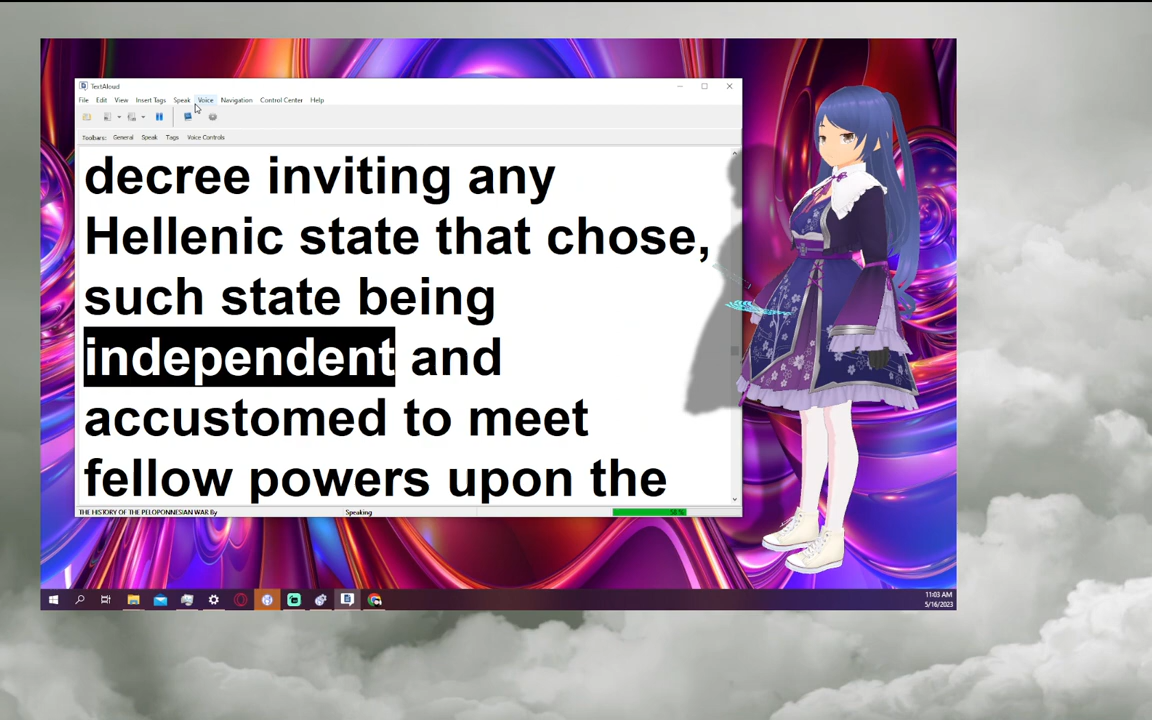 TextAloud
File Edit View Insert Tags Speak Voice Navigation Control Center Help
Toolbars: General Speak Tags Voice Controls
decree inviting any
Hellenic state that chose,
such state being
independent and
accustomed to meet
fellow powers upon the
THE HISTORY OF THE PELOPONNESIAN WAR By Speaking 58 %
11:03 AM
5/16/2023